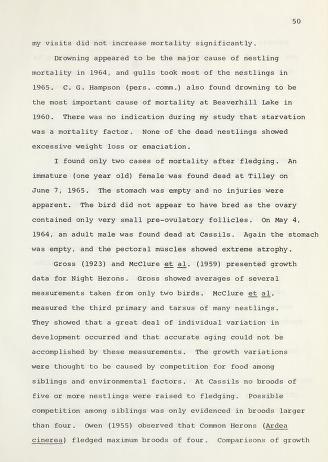 50
my visits did not increase mortality significantly.
Drowning appeared to be the major cause of nestling
mortality in 1964, and gulls took most of the nestlings in
1965. C. G. Hampson (pers. comm.) also found drowning to be
the most important cause of mortality at Beaverhill Lake in
1960. There was no indication during my study that starvation
was a mortality factor. None of the dead nestlings showed
excessive weight loss or emaciation.
I found only two cases of mortality after fledging. An
immature (one year old) female was found dead at Tilley on
June 7, 1965. The stomach was empty and no injuries were
apparent. The bird did not appear to have bred as the ovary
contained only very small pre-ovulatory follicles. On May 4,
1964, an adult male was found dead at Cassils. Again the stomach
was empty, and the pectoral muscles showed extreme atrophy.
Gross (1923) and McClure et al. (1959) presented growth
data for Night Herons. Gross showed averages of several
measurements taken from only two birds. McClure et al.
measured the third primary and tarsus of many nestlings.
They showed that a great deal of individual variation in
development occurred and that accurate aging could not be
accomplished by these measurements. The growth variations
were thought to be caused by competition for food among
siblings and environmental factors. At Cassils no broods of
five or more nestlings were raised to fledging. Possible
competition among siblings was only evidenced in broods larger
than four. Owen (1955) observed that Common Herons (Ardea
cinerea) fledged maximum broods of four. Comparisons of growth